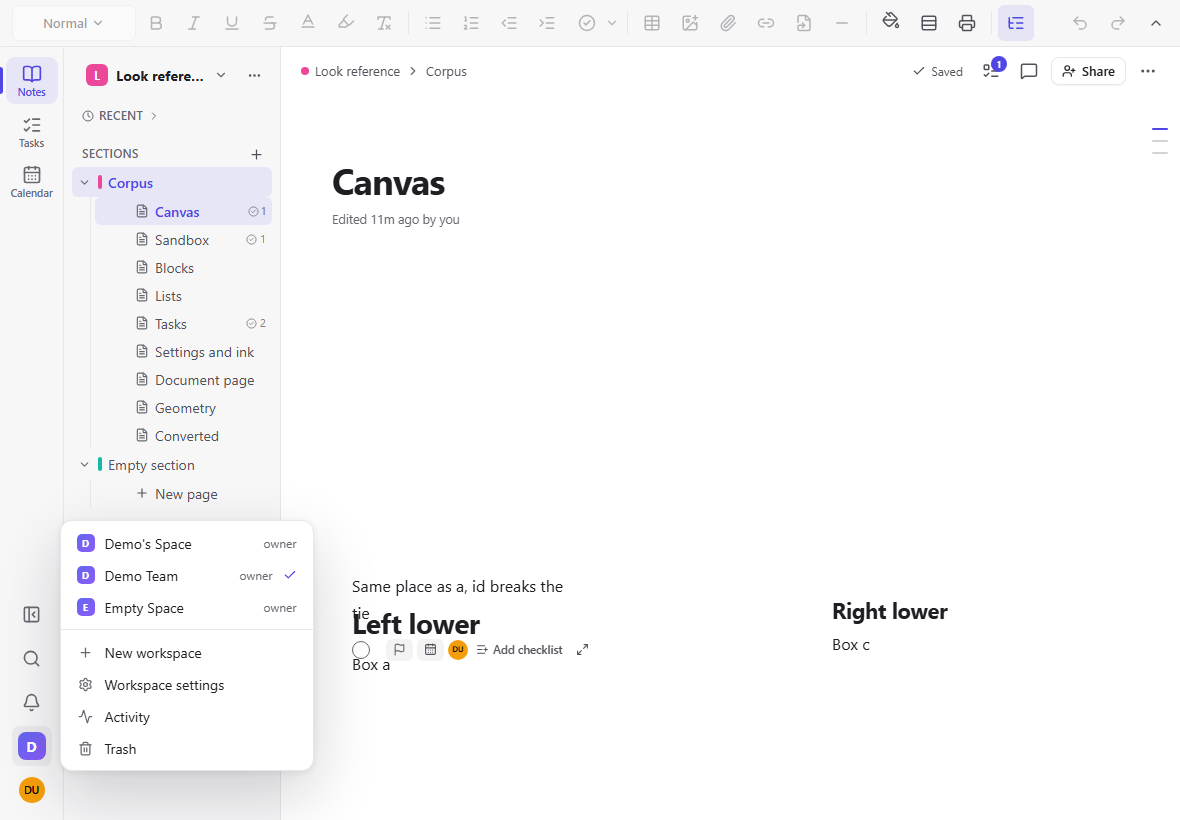 Normal
Notes
Tasks
Calendar
L Look refere...
RECENT
SECTIONS
Corpus
Canvas 1
Sandbox 1
Blocks
Lists
Tasks 2
Settings and ink
Document page
Geometry
Converted
Empty section
New page
D Demo's Space owner
D Demo Team owner
E Empty Space owner
New workspace
Workspace settings
Activity
Trash
D
DU
Look reference > Corpus
Saved
1
Share
Canvas
Edited 11m ago by you
Same place as a, id breaks the
tie
Left lower
DU Add checklist
Box a
Right lower
Box c